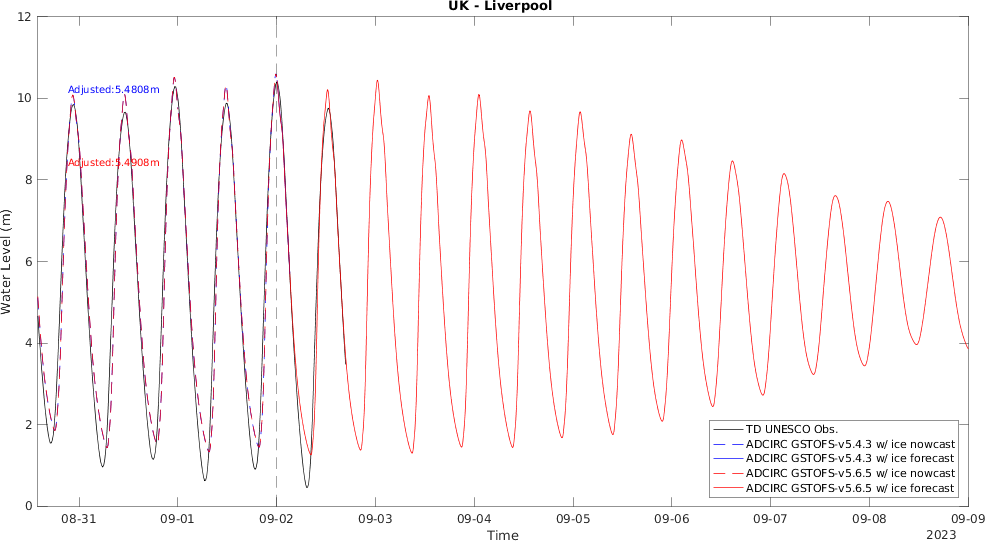 UK - Liverpool
12
10
8
6
4
2
0
Water Level (m)
Adjusted:5.4808m
Adjusted:5.4908m
TD UNESCO Obs.
ADCIRC GSTOFS-v5.4.3 w/ ice nowcast
ADCIRC GSTOFS-v5.4.3 w/ ice forecast
ADCIRC GSTOFS-v5.6.5 w/ ice nowcast
ADCIRC GSTOFS-v5.6.5 w/ ice forecast
08-31 09-01 09-02 09-03 09-04 09-05 09-06 09-07 09-08 09-09
Time
2023